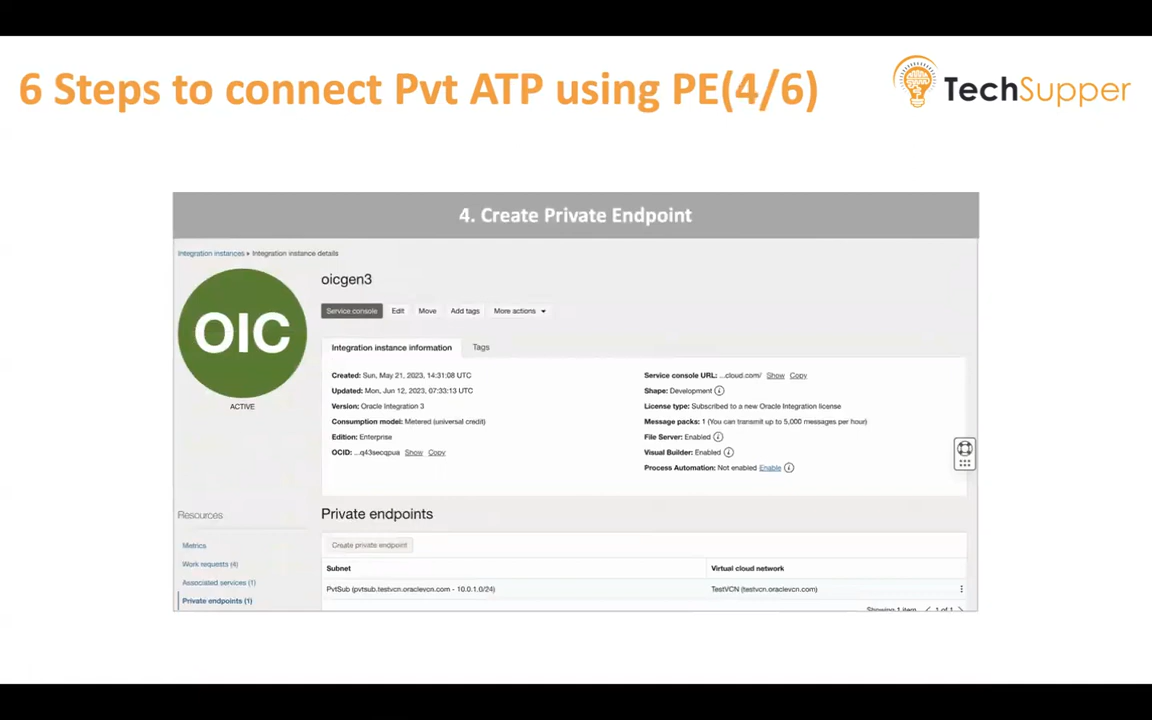 6 Steps to connect Pvt ATP using PE(4/6)
TechSupper
4. Create Private Endpoint
Integration instances » Integration instance details
OIC
ACTIVE
oicgen3
Service console Edit Move Add tags More actions
Integration instance information Tags
Created: Sun, May 21, 2023, 14:31:08 UTC
Updated: Mon, Jun 12, 2023, 07:33:13 UTC
Version: Oracle Integration 3
Consumption model: Metered (universal credit)
Edition: Enterprise
OCID: ...q43secqpua Show Copy
Service console URL: ...cloud.com/ Show Copy
Shape: Development
License type: Subscribed to a new Oracle Integration license
Message packs: 1 (You can transmit up to 5,000 messages per hour)
File Server: Enabled
Visual Builder: Enabled
Process Automation: Not enabled Enable
Resources
Metrics
Work requests (4)
Associated services (1)
Private endpoints (1)
Private endpoints
Create private endpoint
Subnet Virtual cloud network
PvtSub (pvtsub.testvcn.oraclevcn.com - 10.0.1.0/24) TestVCN (testvcn.oraclevcn.com)
Showing 1 item 1 of 1